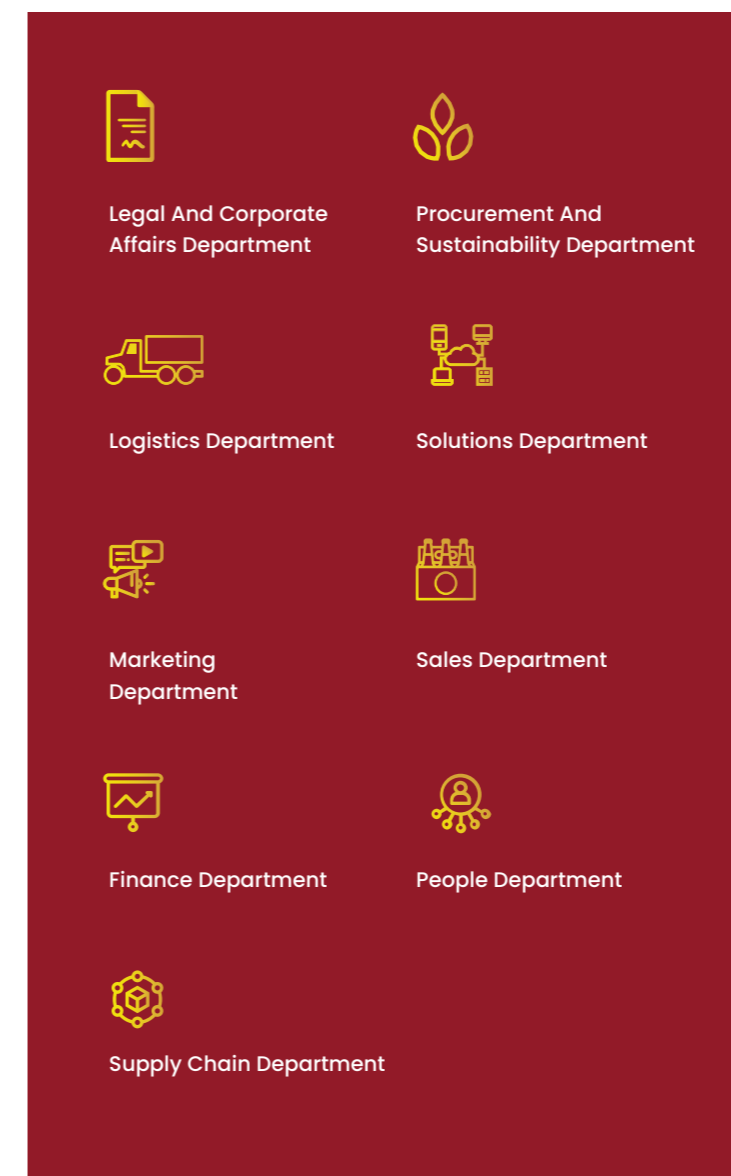 Legal And Corporate
Affairs Department
Procurement And
Sustainability Department
Logistics Department
Solutions Department
Marketing
Department
Sales Department
Finance Department
People Department
Supply Chain Department